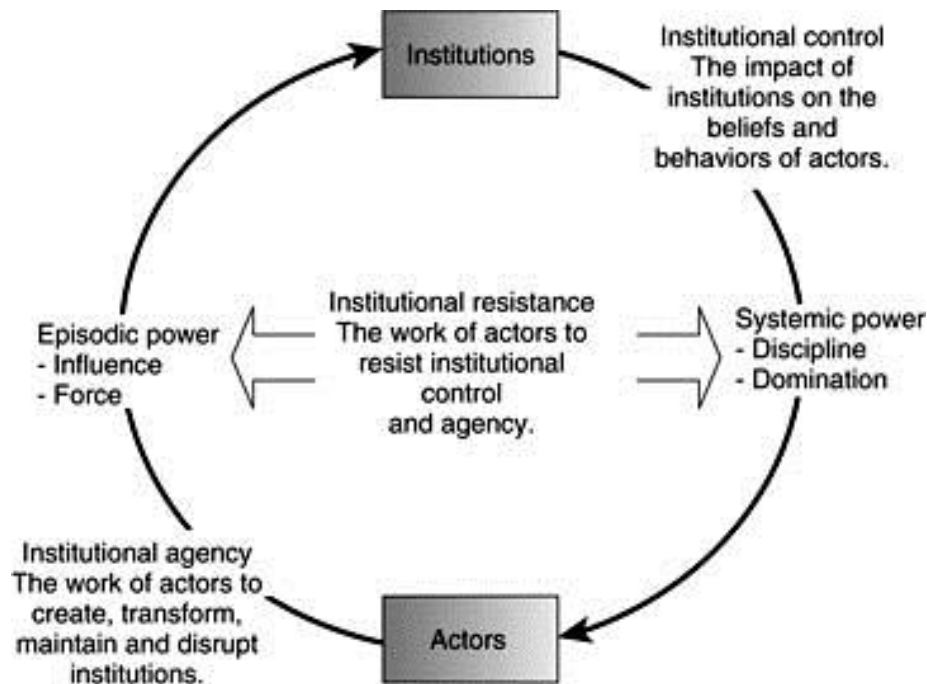 Institutions
Institutional control
The impact of
institutions on the
beliefs and
behaviors of actors.
Institutional resistance
The work of actors to
resist institutional
control
and agency.
Episodic power
- Influence
- Force
Systemic power
- Discipline
- Domination
Institutional agency
The work of actors to
create, transform,
maintain and disrupt
institutions.
Actors